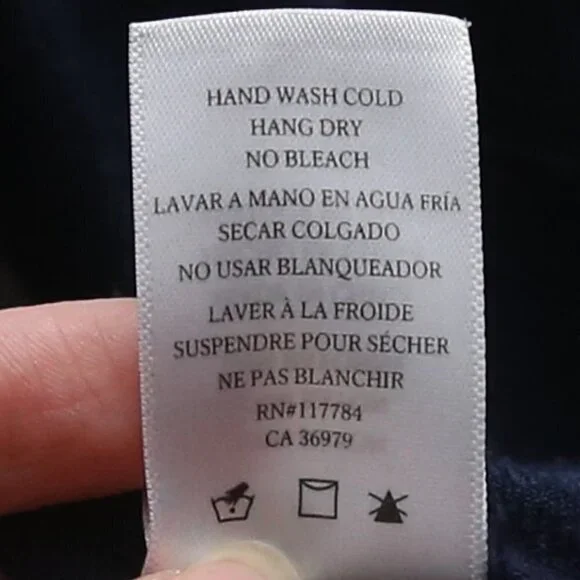 HAND WASH COLD
HANG DRY
NO BLEACH
LAVAR A MANO EN AGUA FRÍA
SECAR COLGADO
NO USAR BLANQUEADOR
LAVER À LA FROIDE
SUSPENDRE POUR SÉCHER
NE PAS BLANCHIR
RN#117784
CA 36979